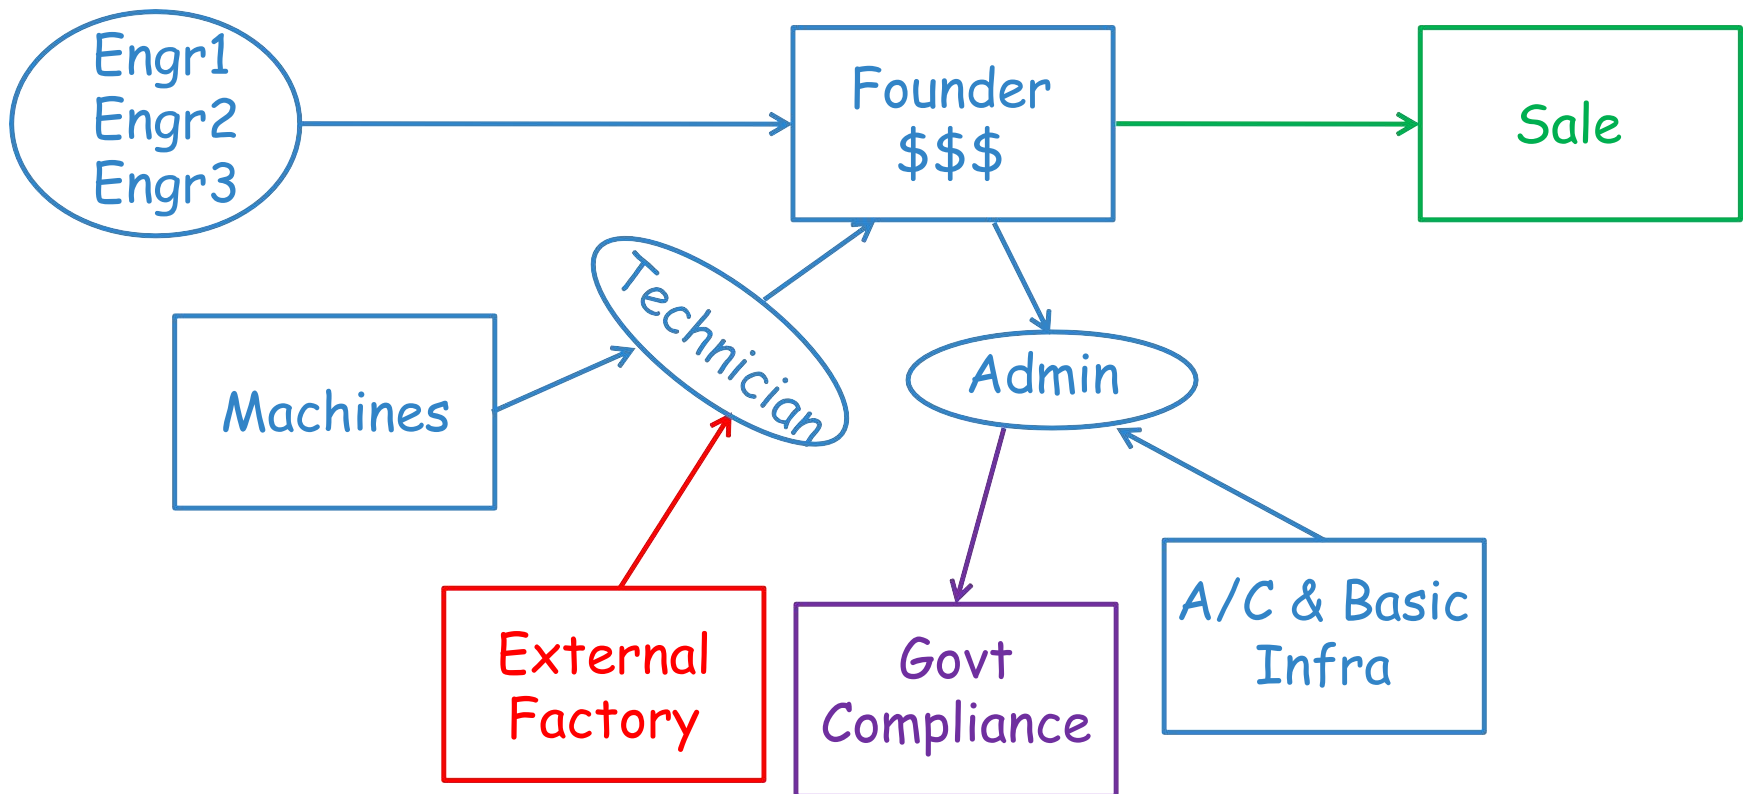 Engr1
Engr2
Engr3
Founder
$$$
Sale
Technician
Machines
Admin
External
Factory
Govt
Compliance
A/C & Basic
Infra